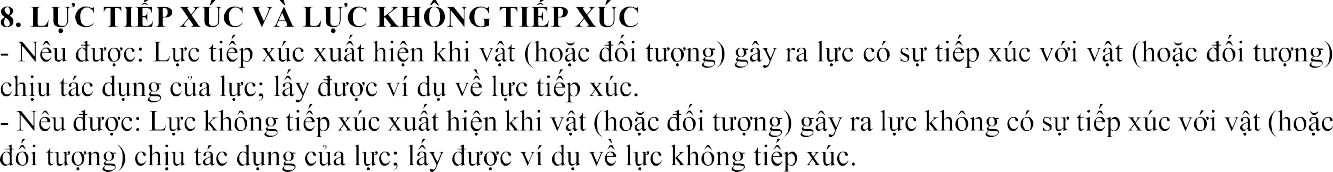 8. LỰC TIẾP XÚC VÀ LỰC KHÔNG TIẾP XÚC
- Nêu được: Lực tiếp xúc xuất hiện khi vật (hoặc đối tượng) gây ra lực có sự tiếp xúc với vật (hoặc đối tượng)
chịu tác dụng của lực; lấy được ví dụ về lực tiếp xúc.
- Nêu được: Lực không tiếp xúc xuất hiện khi vật (hoặc đối tượng) gây ra lực không có sự tiếp xúc với vật (hoặc
đối tượng) chịu tác dụng của lực; lấy được ví dụ về lực không tiếp xúc.